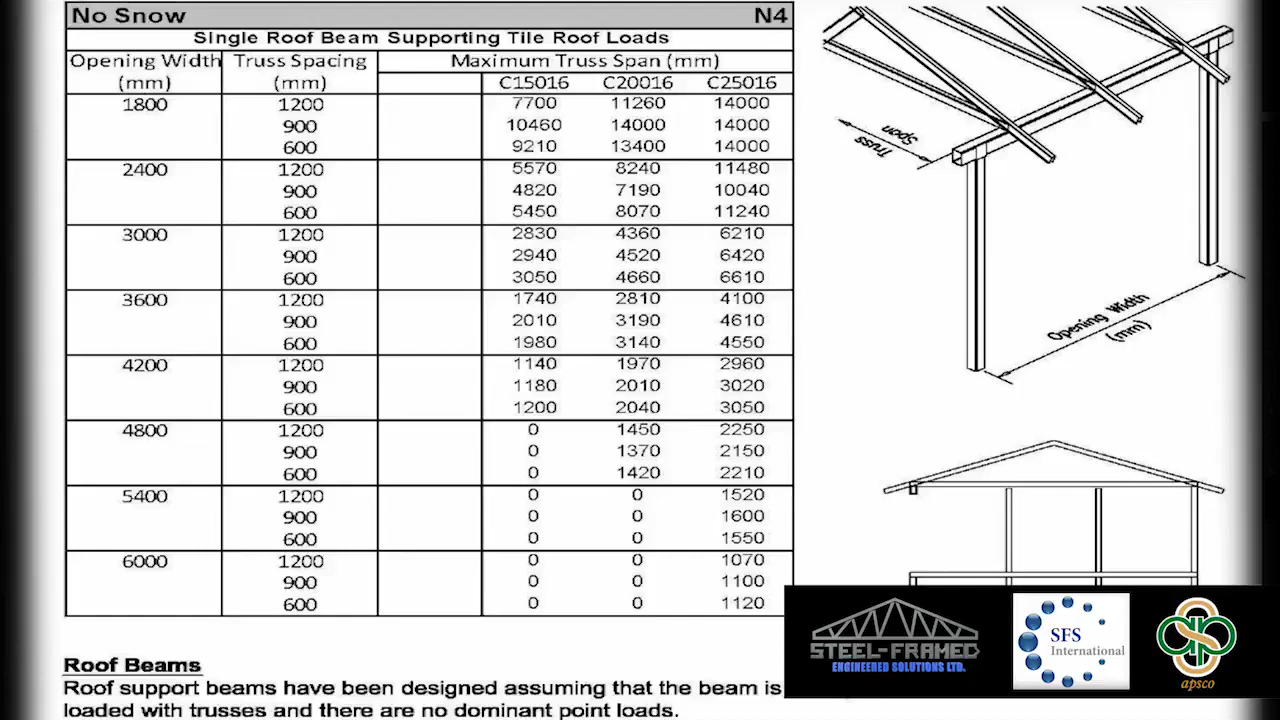 No Snow N4
Single Roof Beam Supporting Tile Roof Loads
Opening Width Truss Spacing Maximum Truss Span (mm)
(mm) (mm) C15016 C20016 C25016
1800 1200 7700 11260 14000
900 10460 14000 14000
600 9210 13400 14000
2400 1200 5570 8240 11480
900 4820 7190 10040
600 5450 8070 11240
3000 1200 2830 4360 6210
900 2940 4520 6420
600 3050 4660 6610
3600 1200 1740 2810 4100
900 2010 3190 4610
600 1980 3140 4550
4200 1200 1140 1970 2960
900 1180 2010 3020
600 1200 2040 3050
4800 1200 0 1450 2250
900 0 1370 2150
600 0 1420 2210
5400 1200 0 0 1520
900 0 0 1600
600 0 0 1550
6000 1200 0 0 1070
900 0 0 1100
600 0 0 1120
Roof Beams
Roof support beams have been designed assuming that the beam is
loaded with trusses and there are no dominant point loads.
Truss
Span
Opening Width
(mm)
STEEL-FRAMED
ENGINEERED SOLUTIONS LTD.
SFS
International
apsco